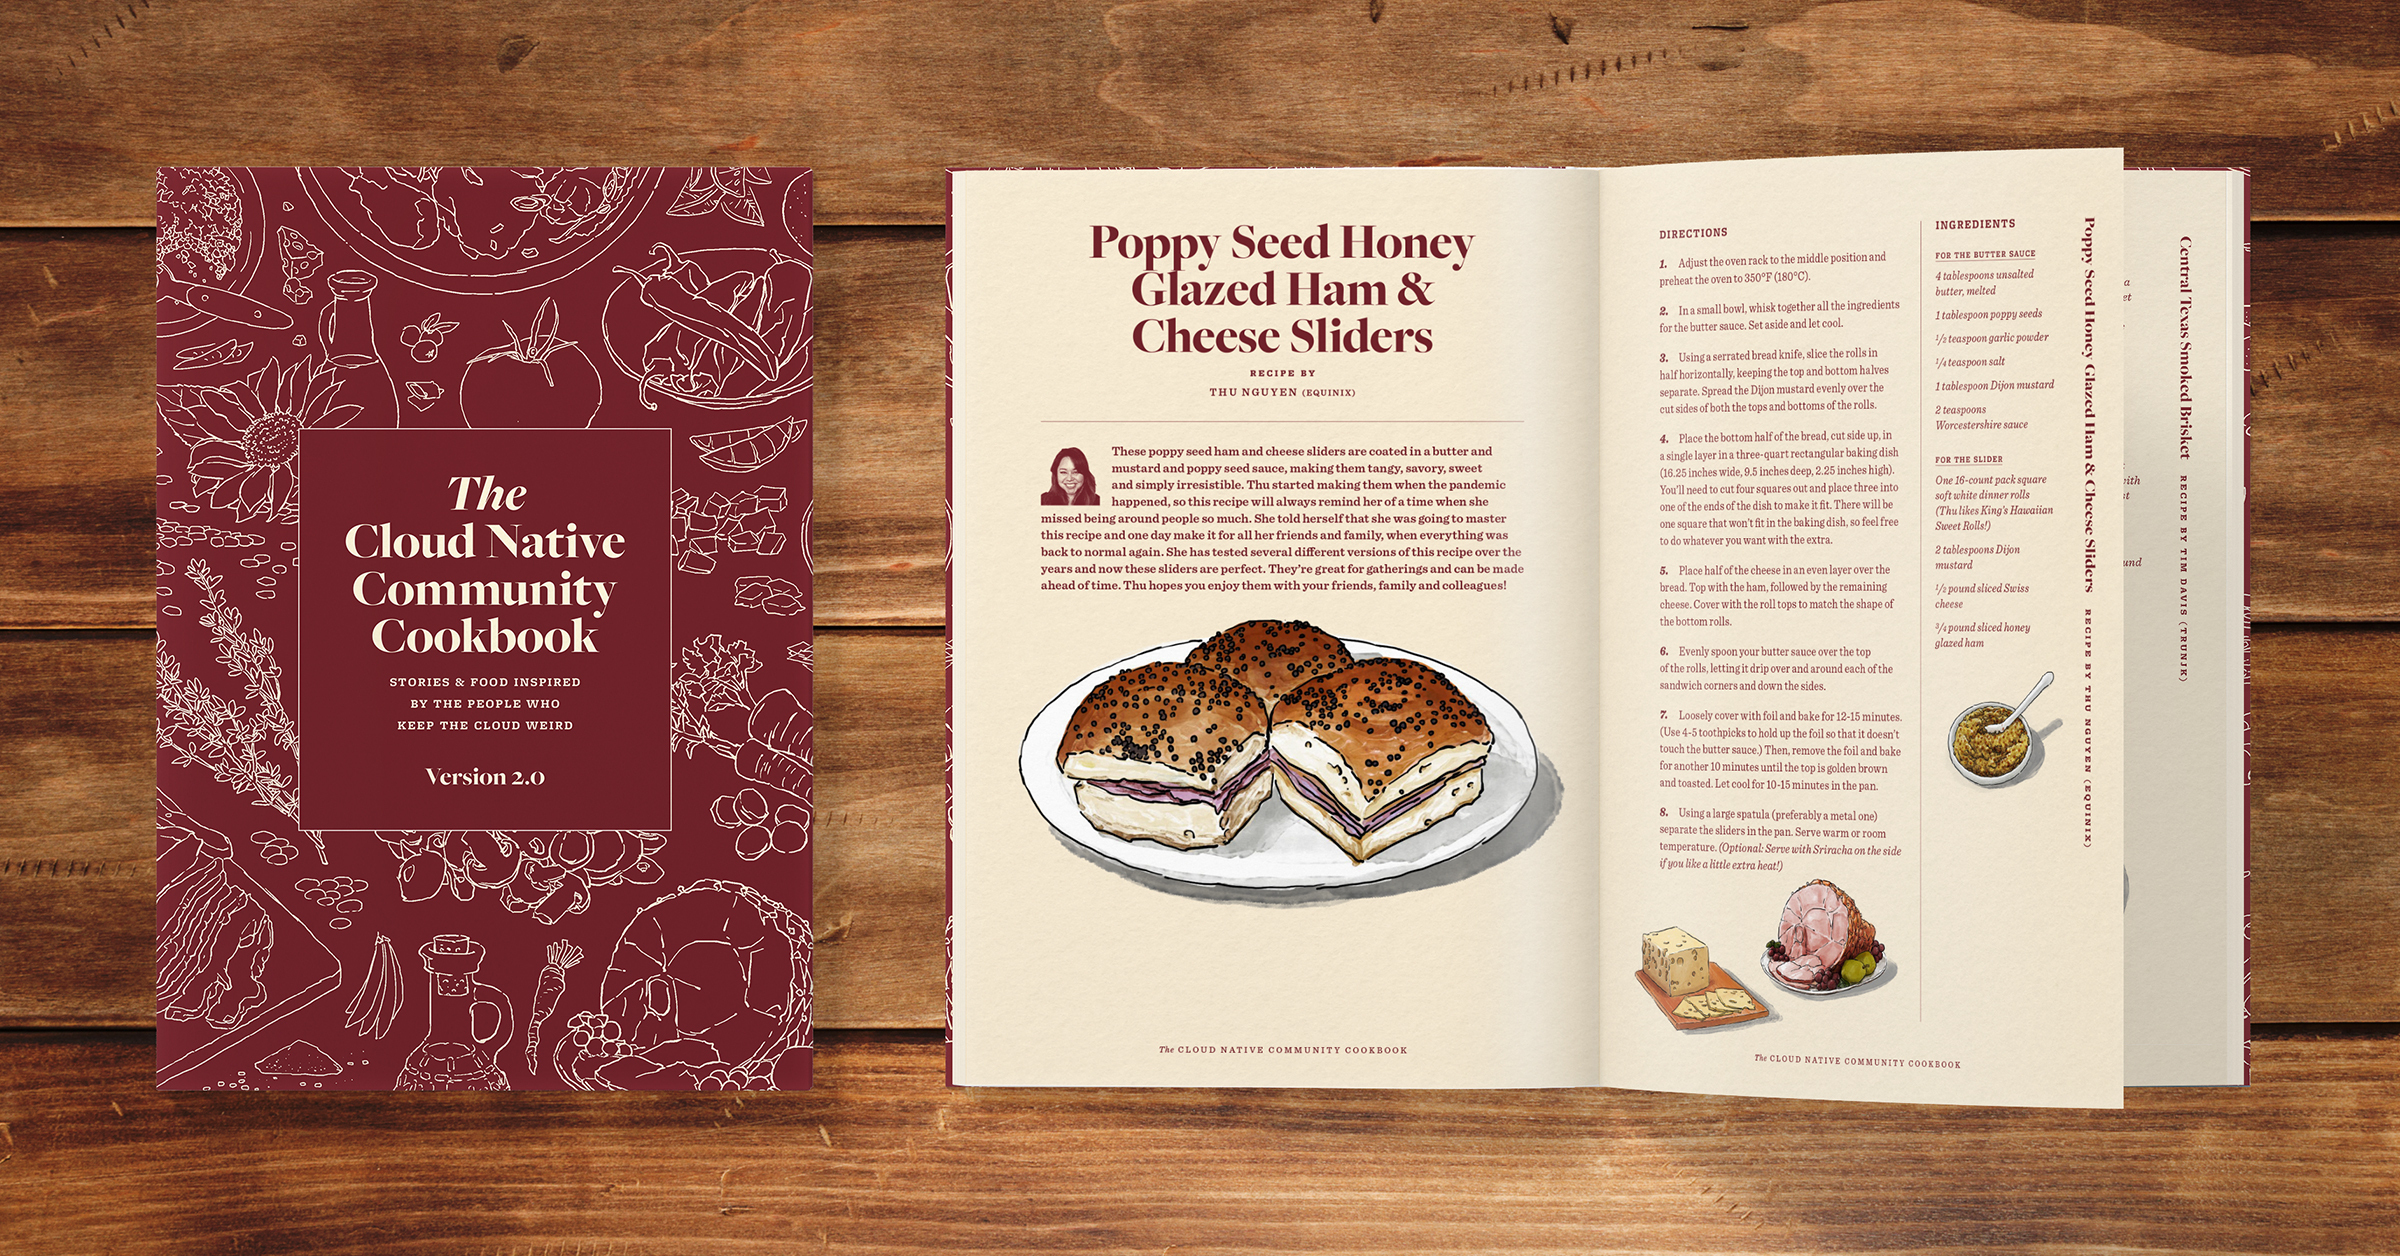 The
Cloud Native
Community
Cookbook
STORIES & FOOD INSPIRED
BY THE PEOPLE WHO
KEEP THE CLOUD WEIRD
Version 2.0
Poppy Seed Honey
Glazed Ham &
Cheese Sliders
RECIPE BY
THU NGUYEN (EQUINIX)
These poppy seed ham and cheese sliders are coated in a butter and
mustard and poppy seed sauce, making them tangy, savory, sweet
and simply irresistible. Thu started making them when the pandemic
happened, so this recipe will always remind her of a time when she
missed being around people so much. She told herself that she was going to master
this recipe and one day make it for all her friends and family, when everything was
back to normal again. She has tested several different versions of this recipe over the
years and now these sliders are perfect. They're great for gatherings and can be made
ahead of time. Thu hopes you enjoy them with your friends, family and colleagues!
The CLOUD NATIVE COMMUNITY COOKBOOK
DIRECTIONS
1. Adjust the oven rack to the middle position and
preheat the oven to 350°F (180°C).
2. In a small bowl, whisk together all the ingredients
for the butter sauce. Set aside and let cool.
3. Using a serrated bread knife, slice the rolls in
half horizontally, keeping the top and bottom halves
separate. Spread the Dijon mustard evenly over the
cut sides of both the tops and bottoms of the rolls.
4. Place the bottom half of the bread, cut side up, in
a single layer in a three-quart rectangular baking dish
(16.25 inches wide, 9.5 inches deep, 2.25 inches high).
You'll need to cut four squares out and place three into
one of the ends of the dish to make it fit. There will be
one square that won't fit in the baking dish, so feel free
to do whatever you want with the extra.
5. Place half of the cheese in an even layer over the
bread. Top with the ham, followed by the remaining
cheese. Cover with the roll tops to match the shape of
the bottom rolls.
6. Evenly spoon your butter sauce over the top
of the rolls, letting it drip over and around each of the
sandwich corners and down the sides.
7. Loosely cover with foil and bake for 12-15 minutes.
(Use 4-5 toothpicks to hold up the foil so that it doesn't
touch the butter sauce.) Then, remove the foil and bake
for another 10 minutes until the top is golden brown
and toasted. Let cool for 10-15 minutes in the pan.
8. Using a large spatula (preferably a metal one)
separate the sliders in the pan. Serve warm or room
temperature. (Optional: Serve with Sriracha on the side
if you like a little extra heat!)
INGREDIENTS
FOR THE BUTTER SAUCE
4 tablespoons unsalted
butter, melted
1 tablespoon poppy seeds
1/2 teaspoon garlic powder
1/4 teaspoon salt
1 tablespoon Dijon mustard
2 teaspoons
Worcestershire sauce
FOR THE SLIDER
One 16-count pack square
soft white dinner rolls
(Thu likes King's Hawaiian
Sweet Rolls!)
2 tablespoons Dijon
mustard
1/2 pound sliced Swiss
cheese
3/4 pound sliced honey
glazed ham
Poppy Seed Honey Glazed Ham & Cheese Sliders RECIPE BY THU NGUYEN (EQUINIX)
The CLOUD NATIVE COMMUNITY COOKBOOK
Central Texas Smoked Brisket RECIPE BY TIM DAVIS (TRUNJK)